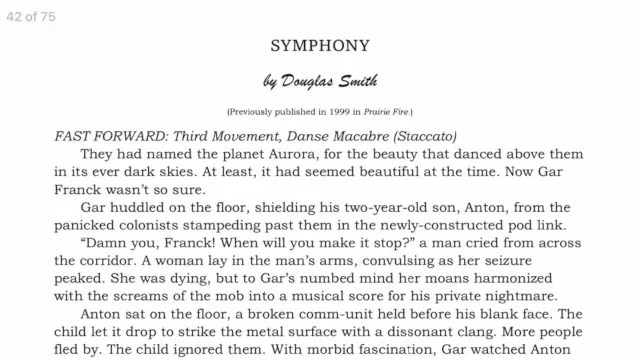 42 of 75
SYMPHONY
by Douglas Smith
(Previously published in 1999 in Prairie Fire.)
FAST FORWARD: Third Movement, Danse Macabre (Staccato)
They had named the planet Aurora, for the beauty that danced above them
in its ever dark skies. At least, it had seemed beautiful at the time. Now Gar
Franck wasn’t so sure.
Gar huddled on the floor, shielding his two-year-old son, Anton, from the
panicked colonists stampeding past them in the newly-constructed pod link.
“Damn you, Franck! When will you make it stop?” a man cried from across
the corridor. A woman lay in the man’s arms, convulsing as her seizure
peaked. She was dying, but to Gar’s numbed mind her moans harmonized
with the screams of the mob into a musical score for his private nightmare.
Anton sat on the floor, a broken comm-unit held before his blank face. The
child let it drop to strike the metal surface with a dissonant clang. More people
fled by. The child ignored them. With morbid fascination, Gar watched Anton